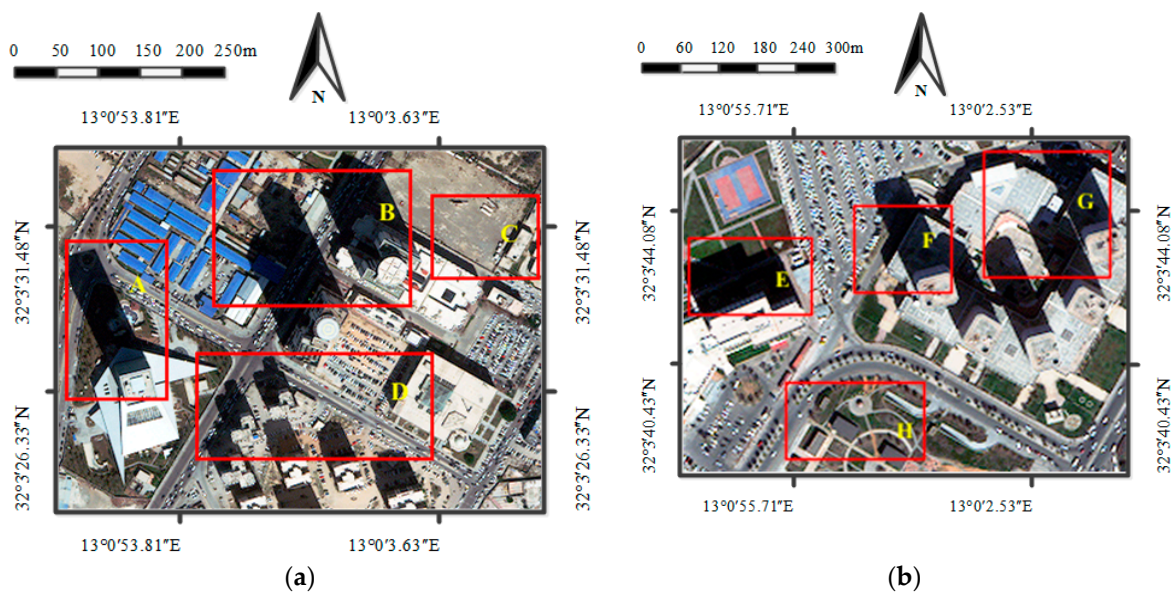 0 50 100 150 200 250m
N
13°0′53.81″E 13°0′3.63″E
32°3′31.48″N
32°3′26.33″N
A
B
C
D
32°3′31.48″N
32°3′26.33″N
13°0′53.81″E 13°0′3.63″E
(a)
0 60 120 180 240 300m
N
13°0′55.71″E 13°0′2.53″E
32°3′44.08″N
32°3′40.43″N
E
F
G
H
32°3′44.08″N
32°3′40.43″N
13°0′55.71″E 13°0′2.53″E
(b)